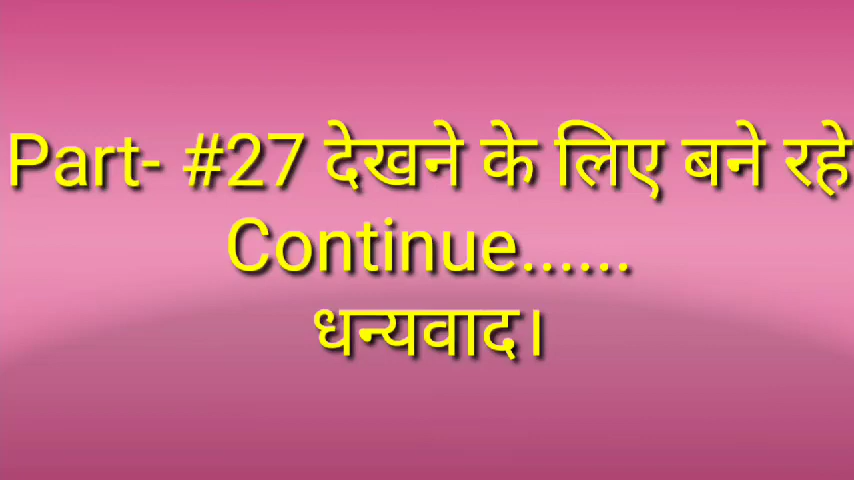 Part- #27 देखने के लिए बने रहे
Continue......
धन्यवाद।